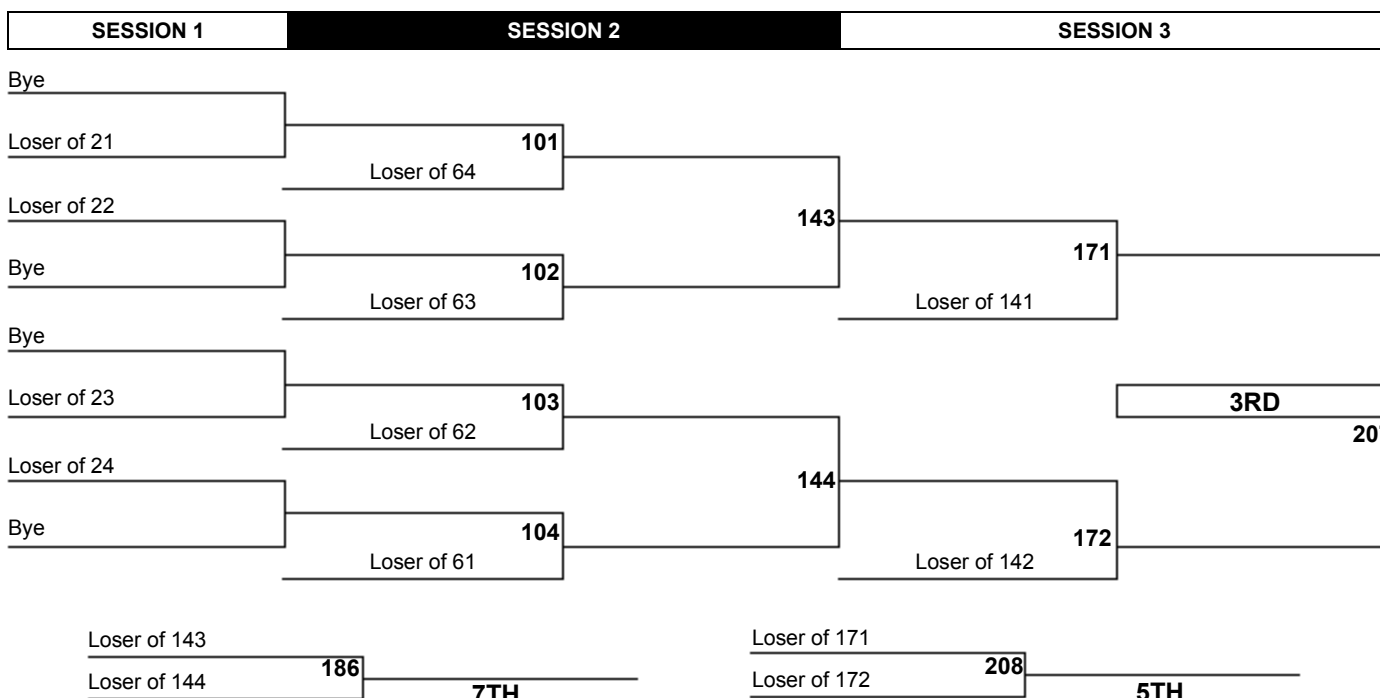 SESSION 1 SESSION 2 SESSION 3
Bye
Loser of 21
101
Loser of 64
Loser of 22
143
Bye
171
102
Loser of 63
Loser of 141
Bye
Loser of 23
103
3RD
Loser of 62
Loser of 24
144
Bye
104
172
Loser of 61
Loser of 142
Loser of 143
Loser of 171
186
208
Loser of 144
Loser of 172
7TH
5TH